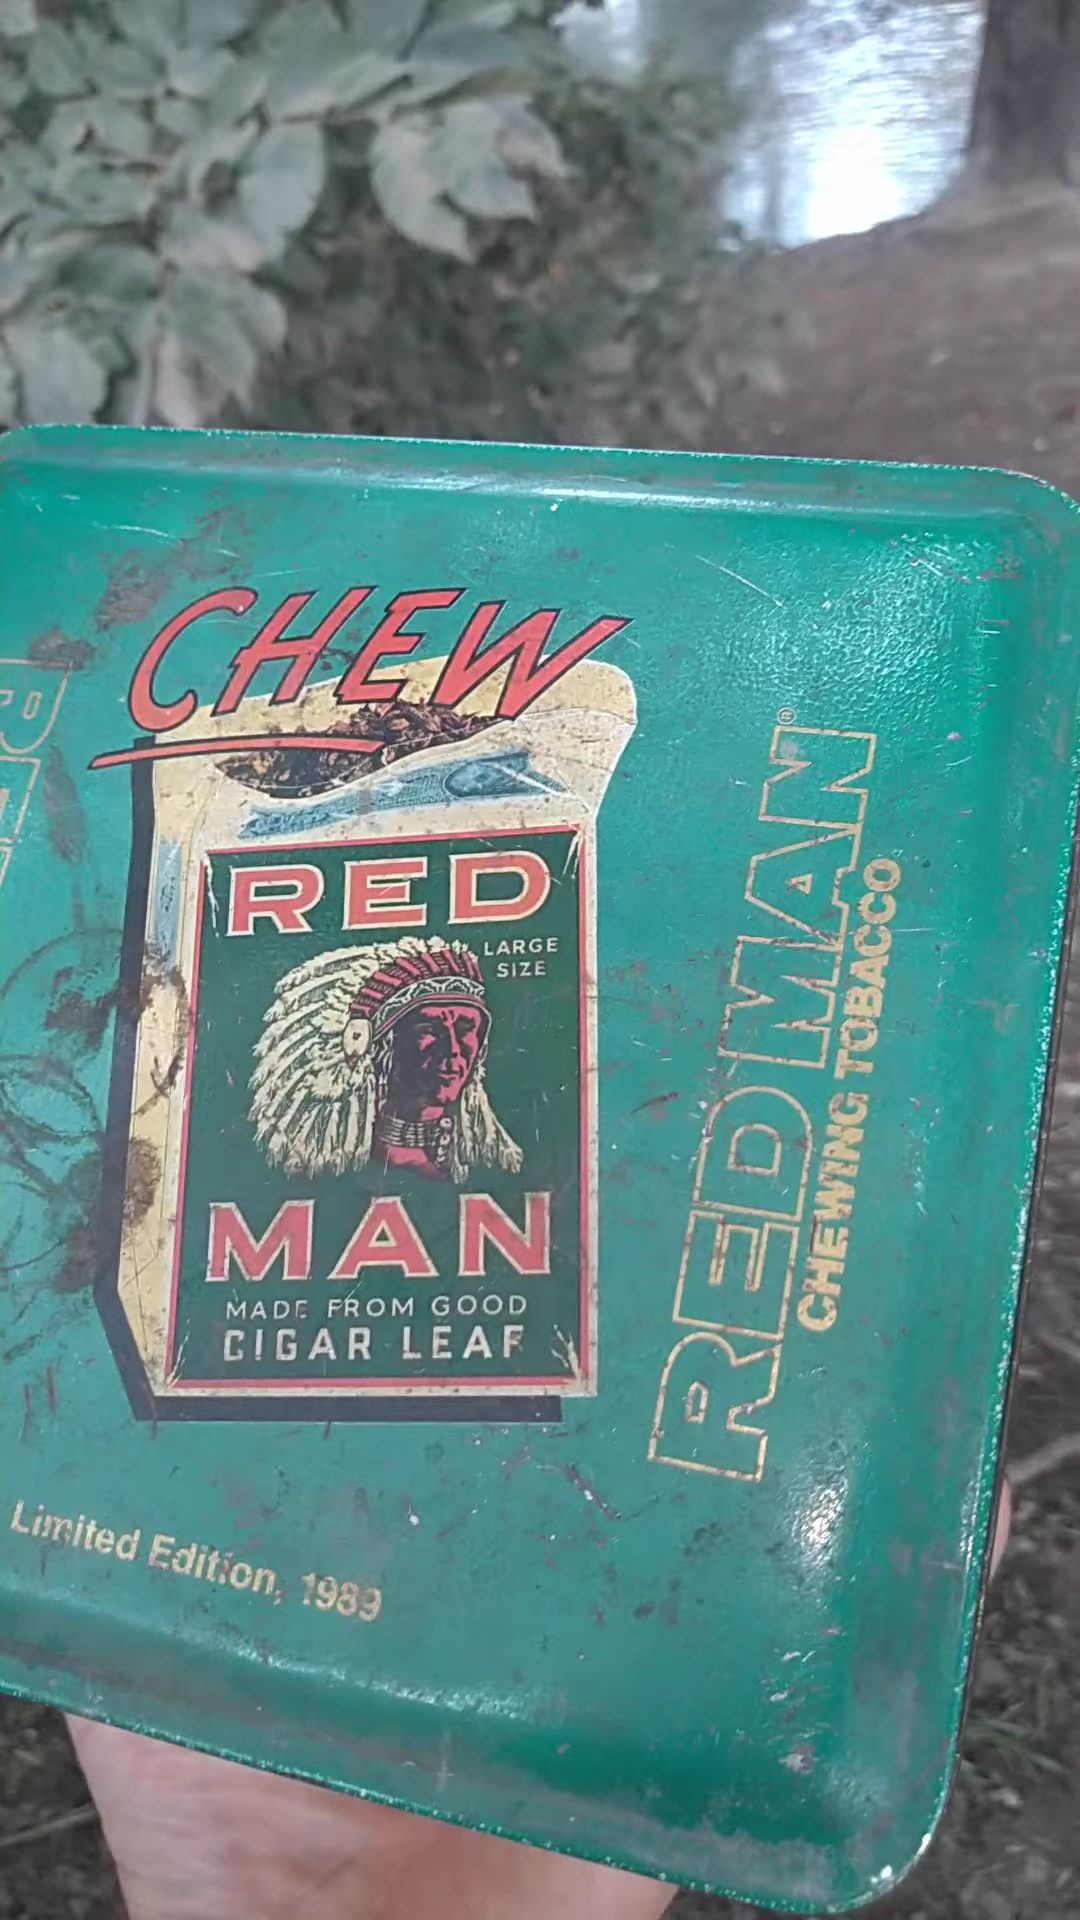 CHEW
RED
LARGE
SIZE
MAN
MADE FROM GOOD
CIGAR LEAF
RED MAN®
CHEWING TOBACCO
Limited Edition, 1989